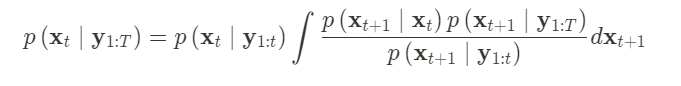 p (x_t | y_{1:T}) = p (x_t | y_{1:t}) ∫ \frac{p (x_{t+1} | x_t) p (x_{t+1} | y_{1:T})}{p (x_{t+1} | y_{1:t})} dx_{t+1}